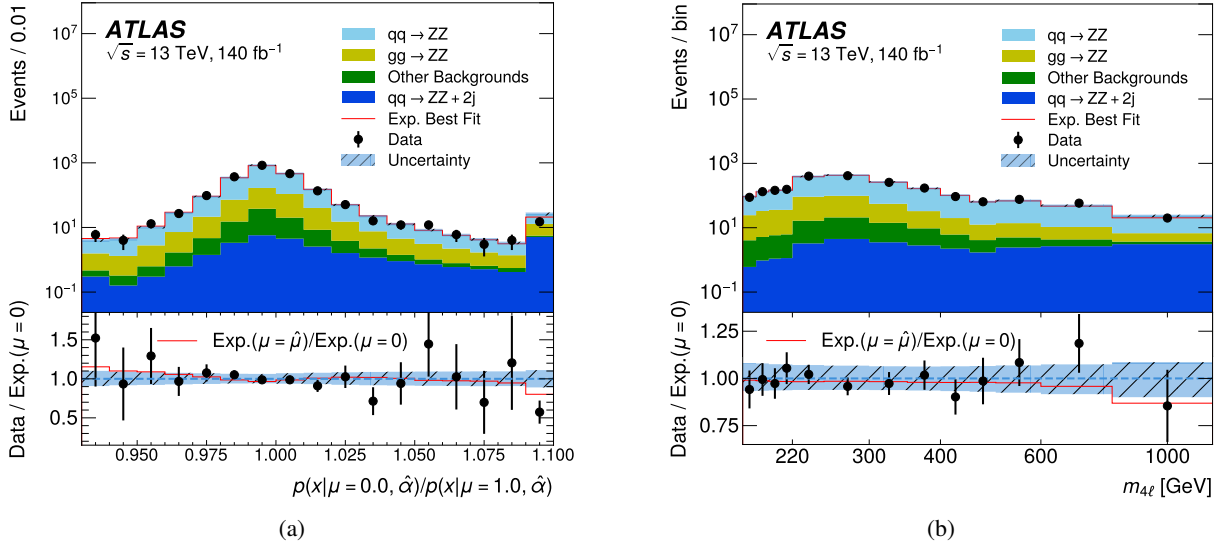 Events / 0.01
10⁷
10⁵
10³
10¹
10⁻¹
ATLAS
√s = 13 TeV, 140 fb⁻¹
qq → ZZ
gg → ZZ
Other Backgrounds
qq → ZZ + 2j
Exp. Best Fit
Data
Uncertainty
Data / Exp.(μ = 0)
1.5
1.0
0.5
Exp.(μ = μ̂)/Exp.(μ = 0)
0.950 0.975 1.000 1.025 1.050 1.075 1.100
p(x|μ = 0.0, α̂)/p(x|μ = 1.0, α̂)
(a)
Events / bin
10⁷
10⁵
10³
10¹
10⁻¹
ATLAS
√s = 13 TeV, 140 fb⁻¹
qq → ZZ
gg → ZZ
Other Backgrounds
qq → ZZ + 2j
Exp. Best Fit
Data
Uncertainty
Data / Exp.(μ = 0)
1.25
1.00
0.75
Exp.(μ = μ̂)/Exp.(μ = 0)
220 300 400 600 1000
m₄ℓ [GeV]
(b)